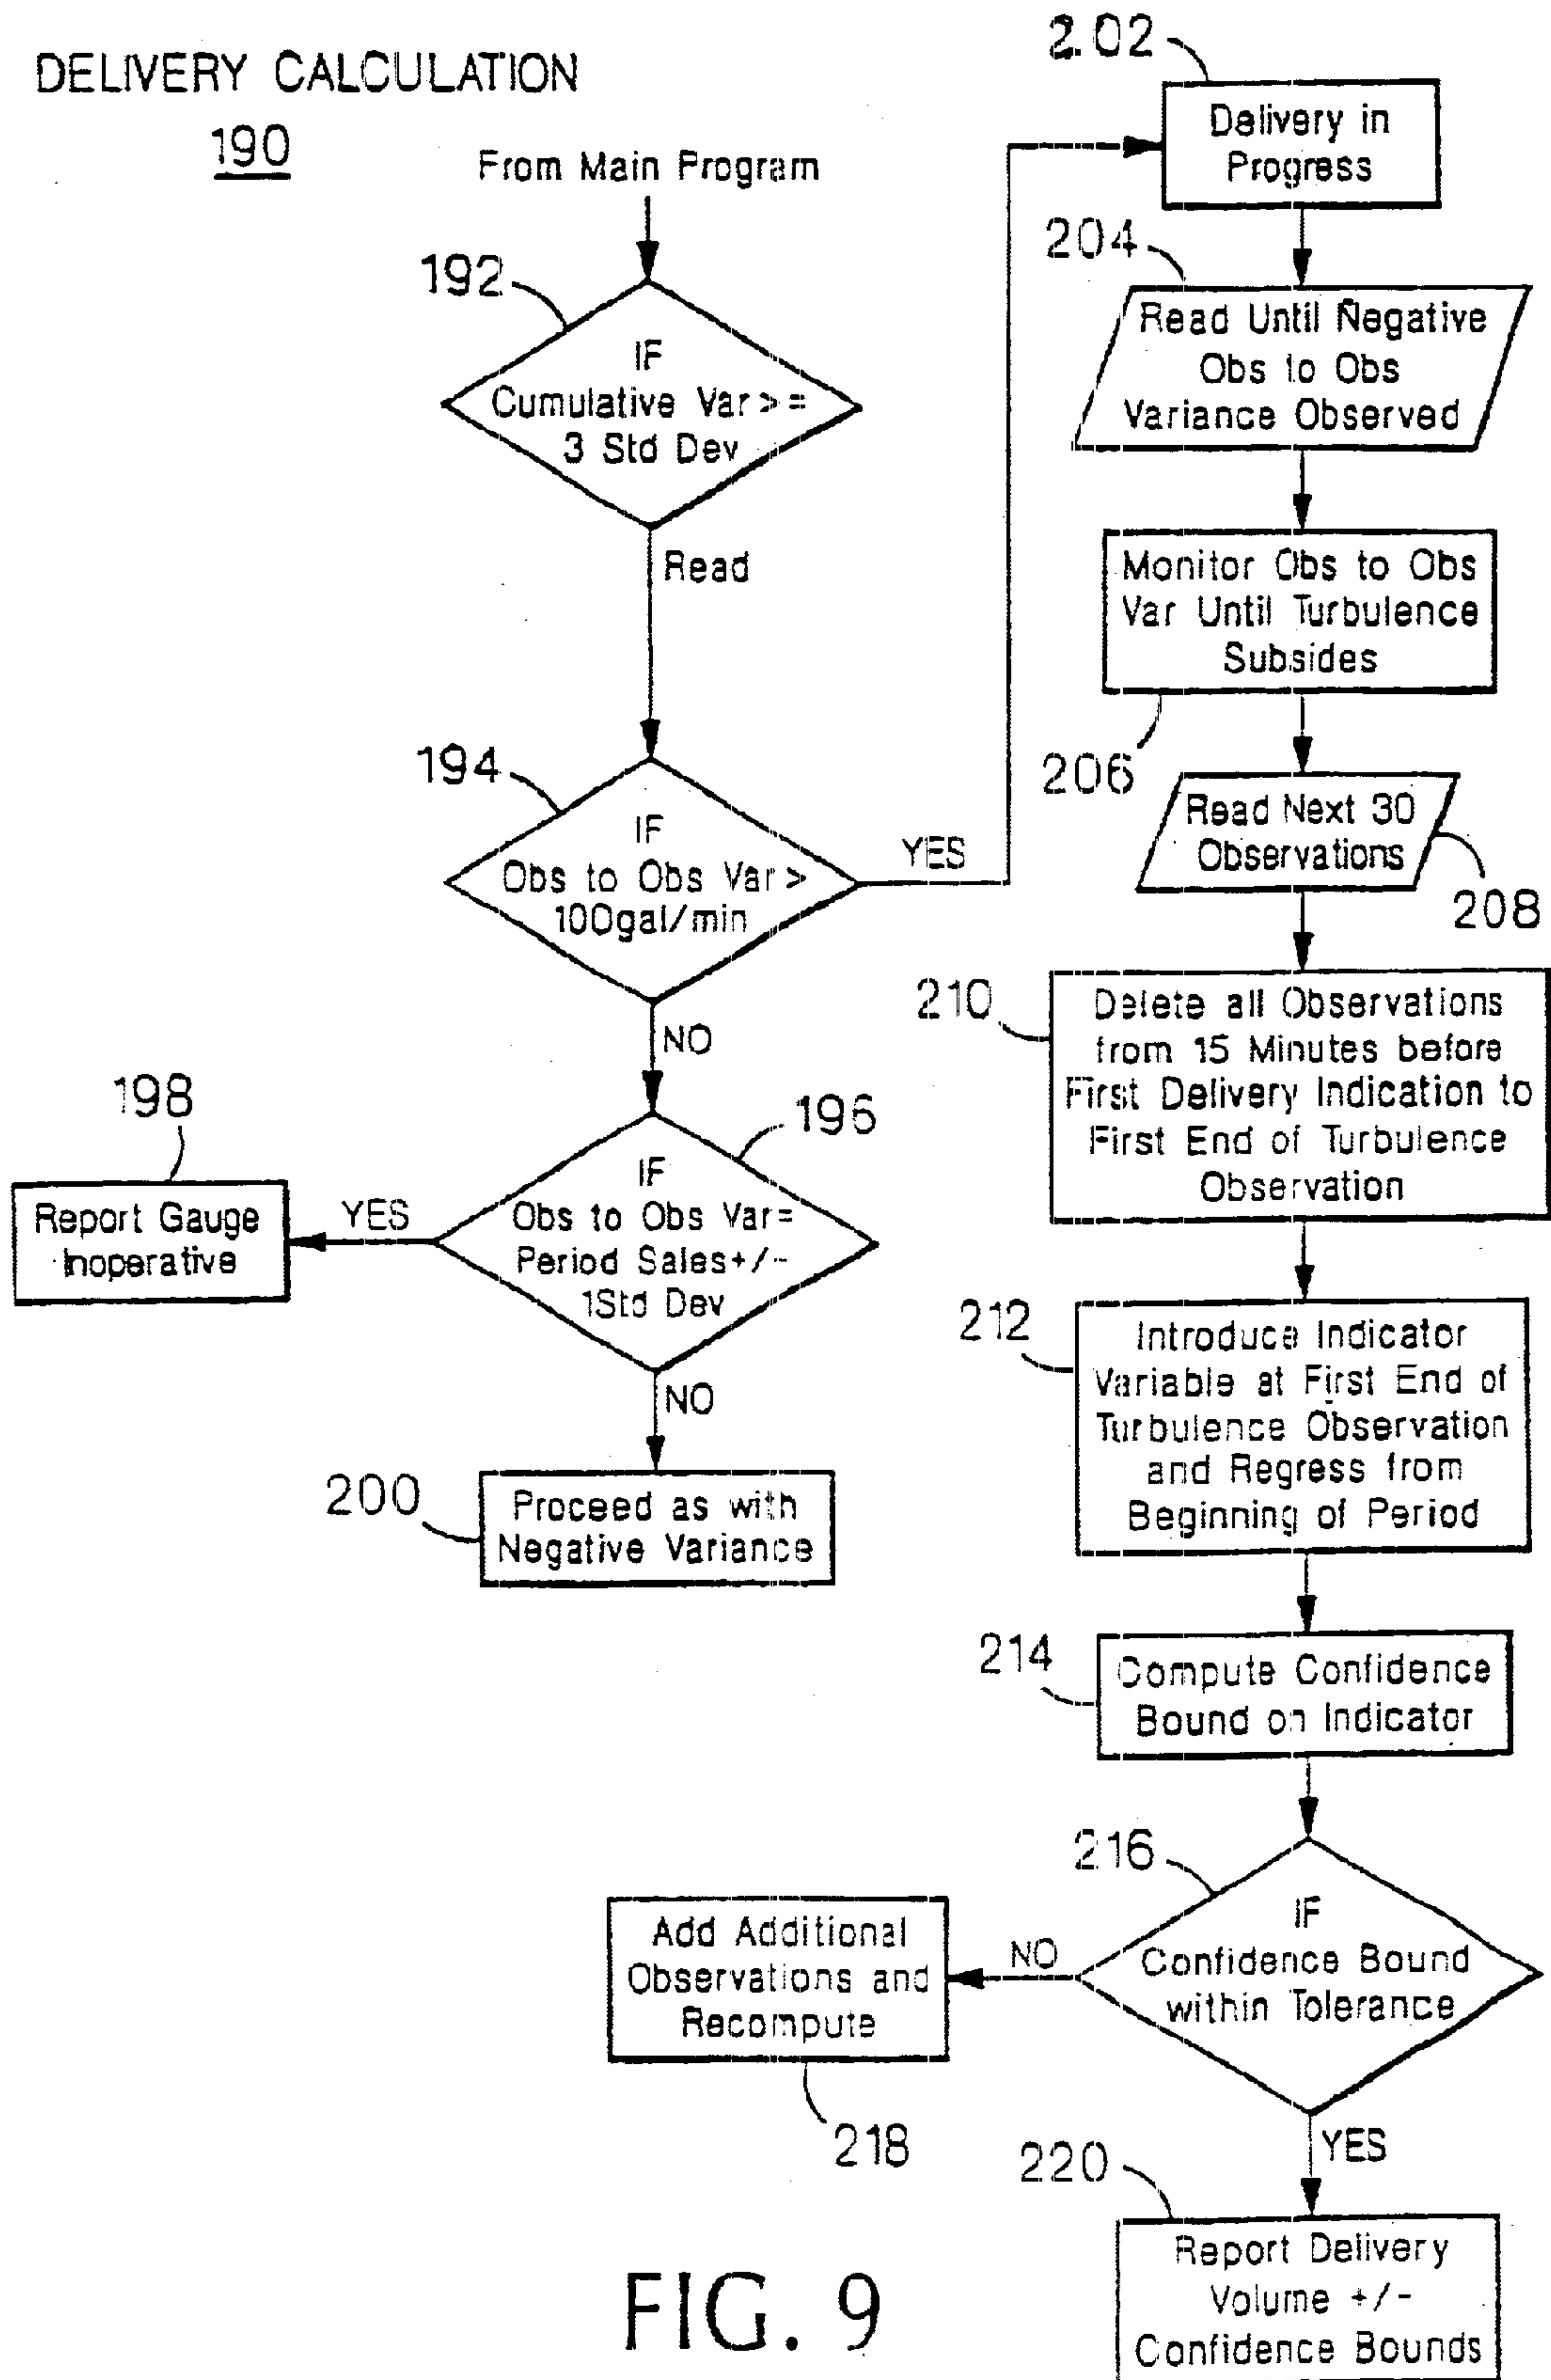 DELIVERY CALCULATION
190
From Main Program
192
IF
Cumulative Var >=
3 Std Dev
Read
194
IF
Obs to Obs Var >
100gal/min
YES
NO
196
IF
Obs to Obs Var=
Period Sales+/-
1Std Dev
YES
198
Report Gauge
Inoperative
NO
200
Proceed as with
Negative Variance
202
Delivery in
Progress
204
Read Until Negative
Obs to Obs
Variance Observed
Monitor Obs to Obs
Var Until Turbulence
Subsides
206
Read Next 30
Observations
208
210
Delete all Observations
from 15 Minutes before
First Delivery Indication to
First End of Turbulence
Observation
212
Introduce Indicator
Variable at First End of
Turbulence Observation
and Regress from
Beginning of Period
214
Compute Confidence
Bound on Indicator
216
IF
Confidence Bound
within Tolerance
NO
Add Additional
Observations and
Recompute
218
YES
220
Report Delivery
Volume +/-
Confidence Bounds
FIG. 9